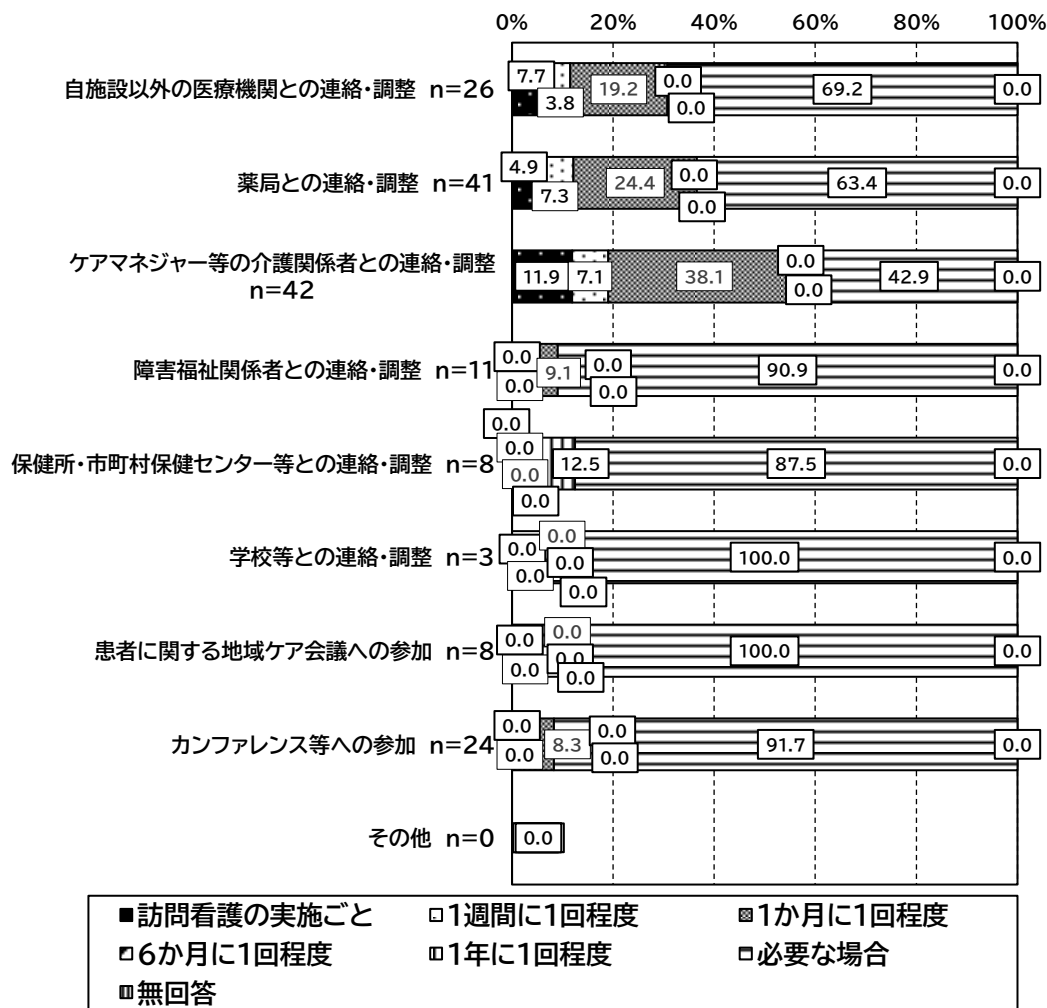 0% 20% 40% 60% 80% 100%
自施設以外の医療機関との連絡・調整 n=26
7.7 3.8 19.2 0.0 0.0 69.2 0.0
薬局との連絡・調整 n=41
4.9 7.3 24.4 0.0 0.0 63.4 0.0
ケアマネジャー等の介護関係者との連絡・調整
n=42
11.9 7.1 38.1 0.0 0.0 42.9 0.0
障害福祉関係者との連絡・調整 n=11
0.0 0.0 9.1 0.0 0.0 90.9 0.0
保健所・市町村保健センター等との連絡・調整 n=8
0.0 0.0 0.0 0.0 12.5 87.5 0.0
学校等との連絡・調整 n=3
0.0 0.0 0.0 0.0 0.0 100.0 0.0
患者に関する地域ケア会議への参加 n=8
0.0 0.0 0.0 0.0 0.0 100.0 0.0
カンファレンス等への参加 n=24
0.0 0.0 8.3 0.0 0.0 91.7 0.0
その他 n=0
0.0
訪問看護の実施ごと 1週間に1回程度 1か月に1回程度
6か月に1回程度 1年に1回程度 必要な場合
無回答